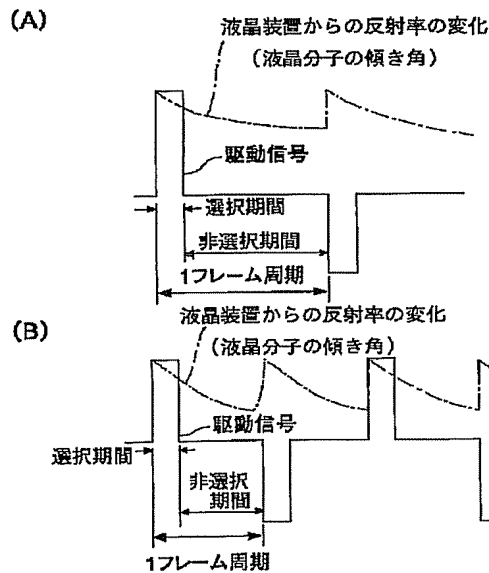 (A)
液晶装置からの反射率の変化
(液晶分子の傾き角)
駆動信号
選択期間
非選択期間
1フレーム周期
(B)
液晶装置からの反射率の変化
(液晶分子の傾き角)
駆動信号
選択期間
非選択
期間
1フレーム周期